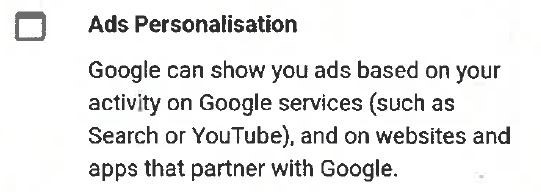 Ads Personalisation
Google can show you ads based on your
activity on Google services (such as
Search or YouTube), and on websites and
apps that partner with Google.